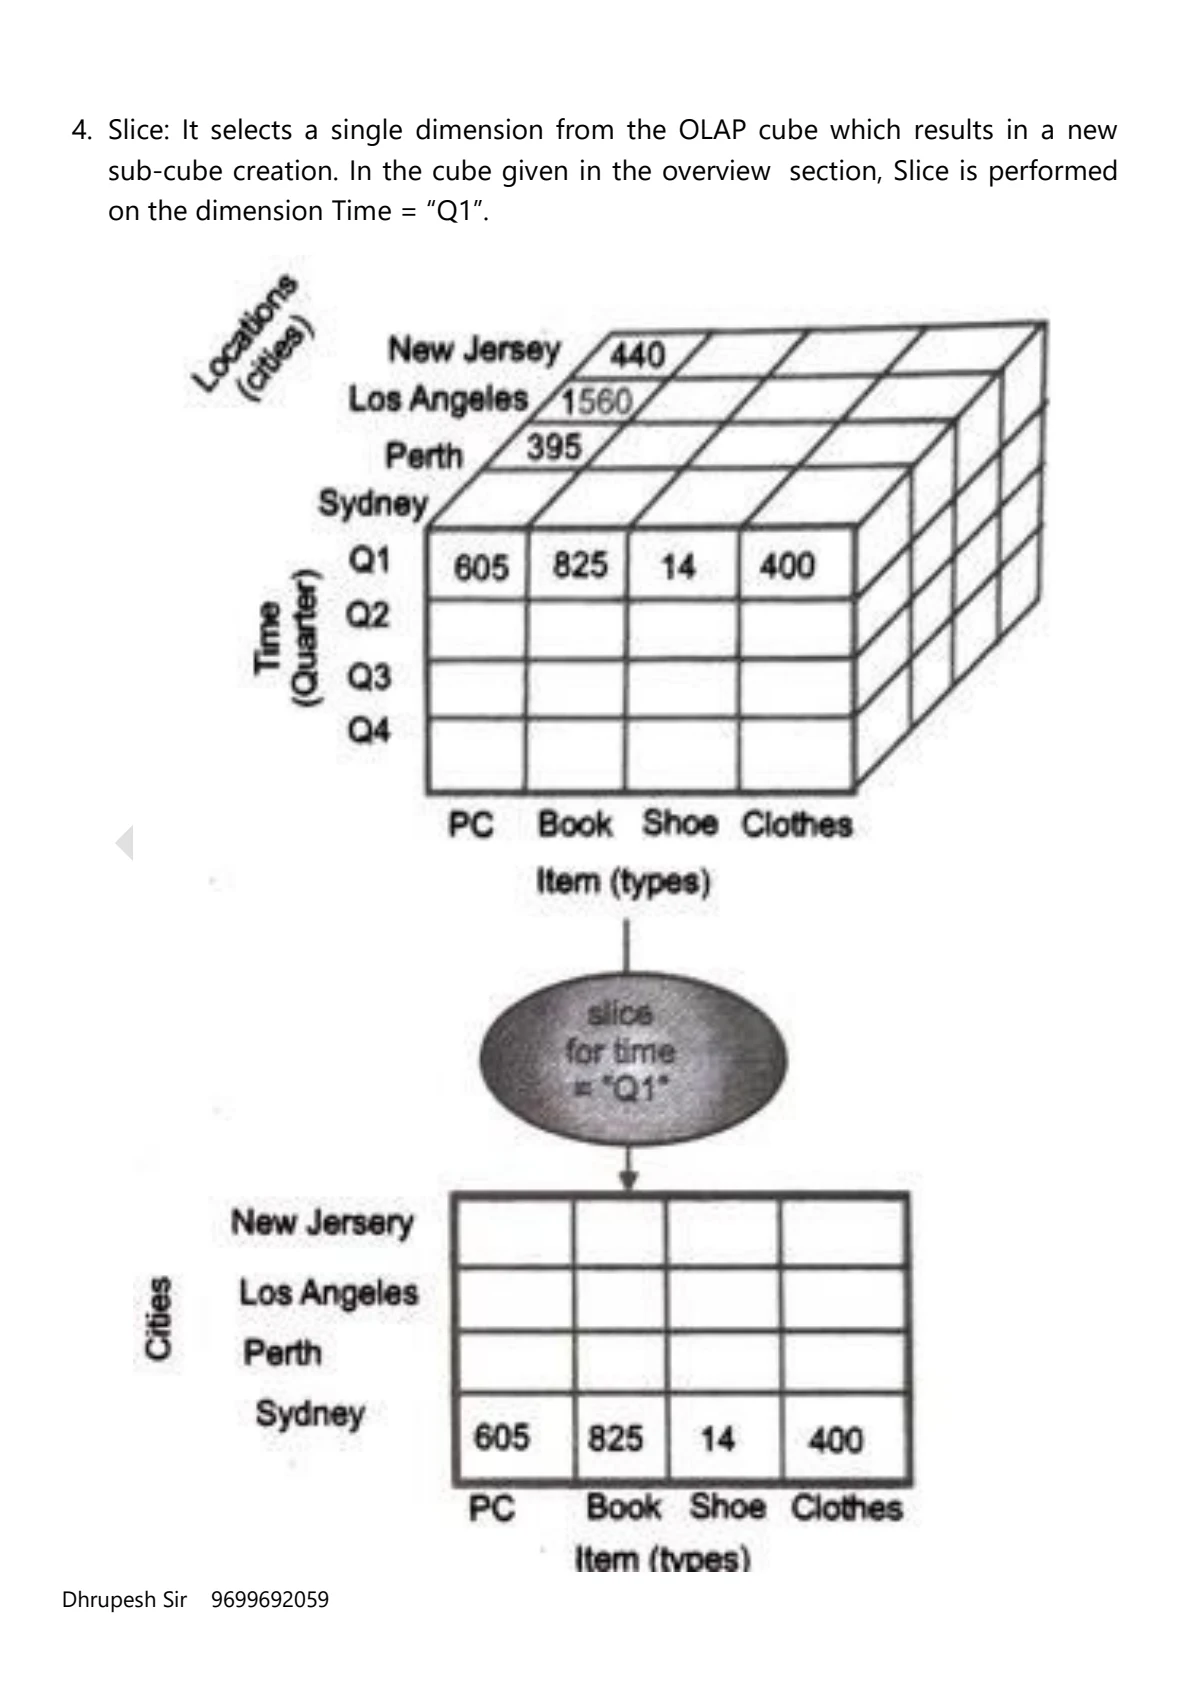 4. Slice: It selects a single dimension from the OLAP cube which results in a new
sub-cube creation. In the cube given in the overview section, Slice is performed
on the dimension Time = “Q1”.
Locations
(cities)
New Jersey 440
Los Angeles 1560
Perth 395
Sydney
Time
(Quarter)
Q1 605 825 14 400
Q2
Q3
Q4
PC Book Shoe Clothes
Item (types)
slice
for time
= "Q1"
Cities
New Jersery
Los Angeles
Perth
Sydney 605 825 14 400
PC Book Shoe Clothes
Item (types)
Dhrupesh Sir 9699692059